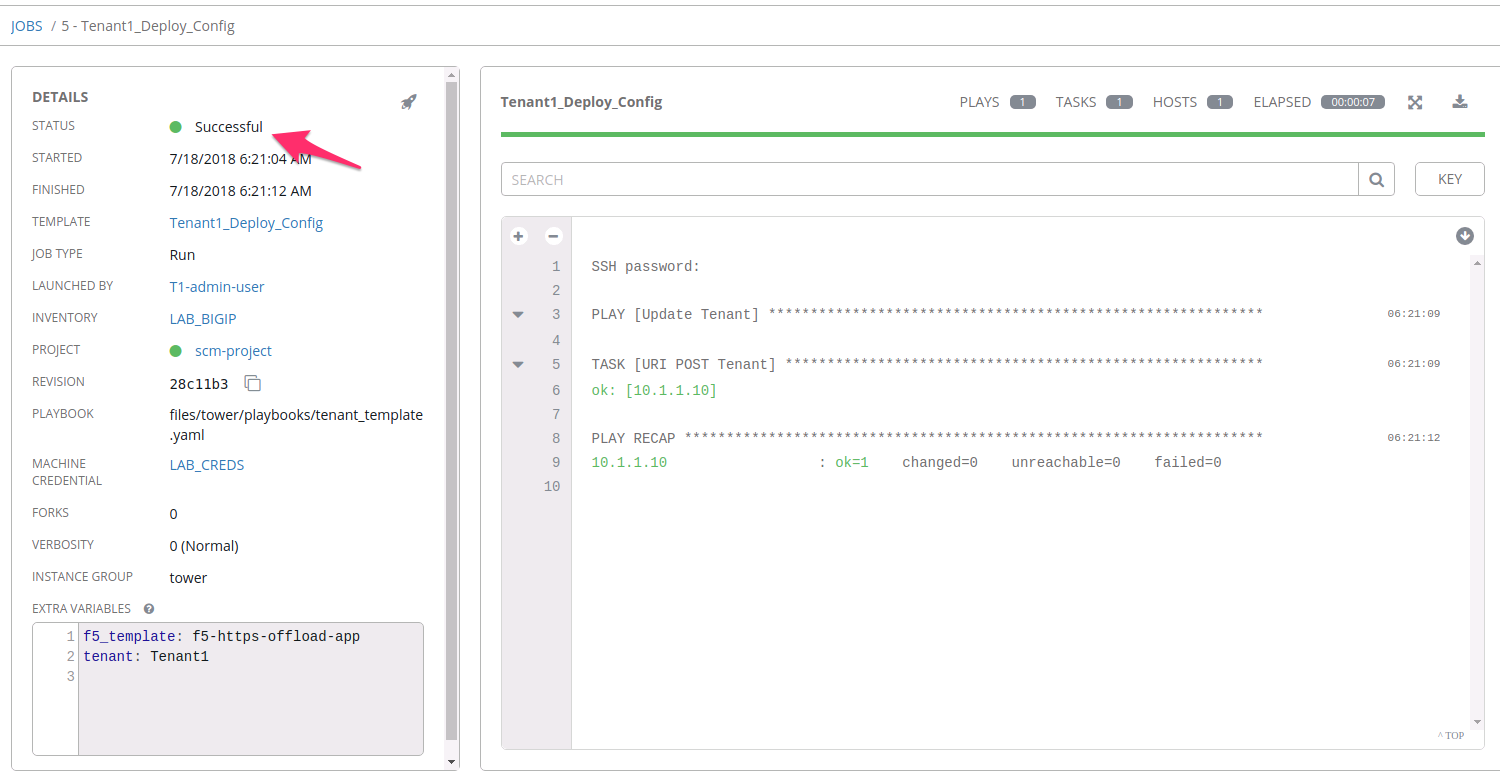 JOBS / 5 - Tenant1_Deploy_Config
DETAILS
STATUS Successful
STARTED 7/18/2018 6:21:04 AM
FINISHED 7/18/2018 6:21:12 AM
TEMPLATE Tenant1_Deploy_Config
JOB TYPE Run
LAUNCHED BY T1-admin-user
INVENTORY LAB_BIGIP
PROJECT scm-project
REVISION 28c11b3
PLAYBOOK files/tower/playbooks/tenant_template
.yaml
MACHINE LAB_CREDS
CREDENTIAL
FORKS 0
VERBOSITY 0 (Normal)
INSTANCE GROUP tower
EXTRA VARIABLES ?
1 f5_template: f5-https-offload-app
2 tenant: Tenant1
3
Tenant1_Deploy_Config PLAYS 1 TASKS 1 HOSTS 1 ELAPSED 00:00:07
SEARCH KEY
1 SSH password:
2
3 PLAY [Update Tenant] *********************************************************** 06:21:09
4
5 TASK [URI POST Tenant] ********************************************************* 06:21:09
6 ok: [10.1.1.10]
7
8 PLAY RECAP ********************************************************************* 06:21:12
9 10.1.1.10 : ok=1 changed=0 unreachable=0 failed=0
10
^ TOP